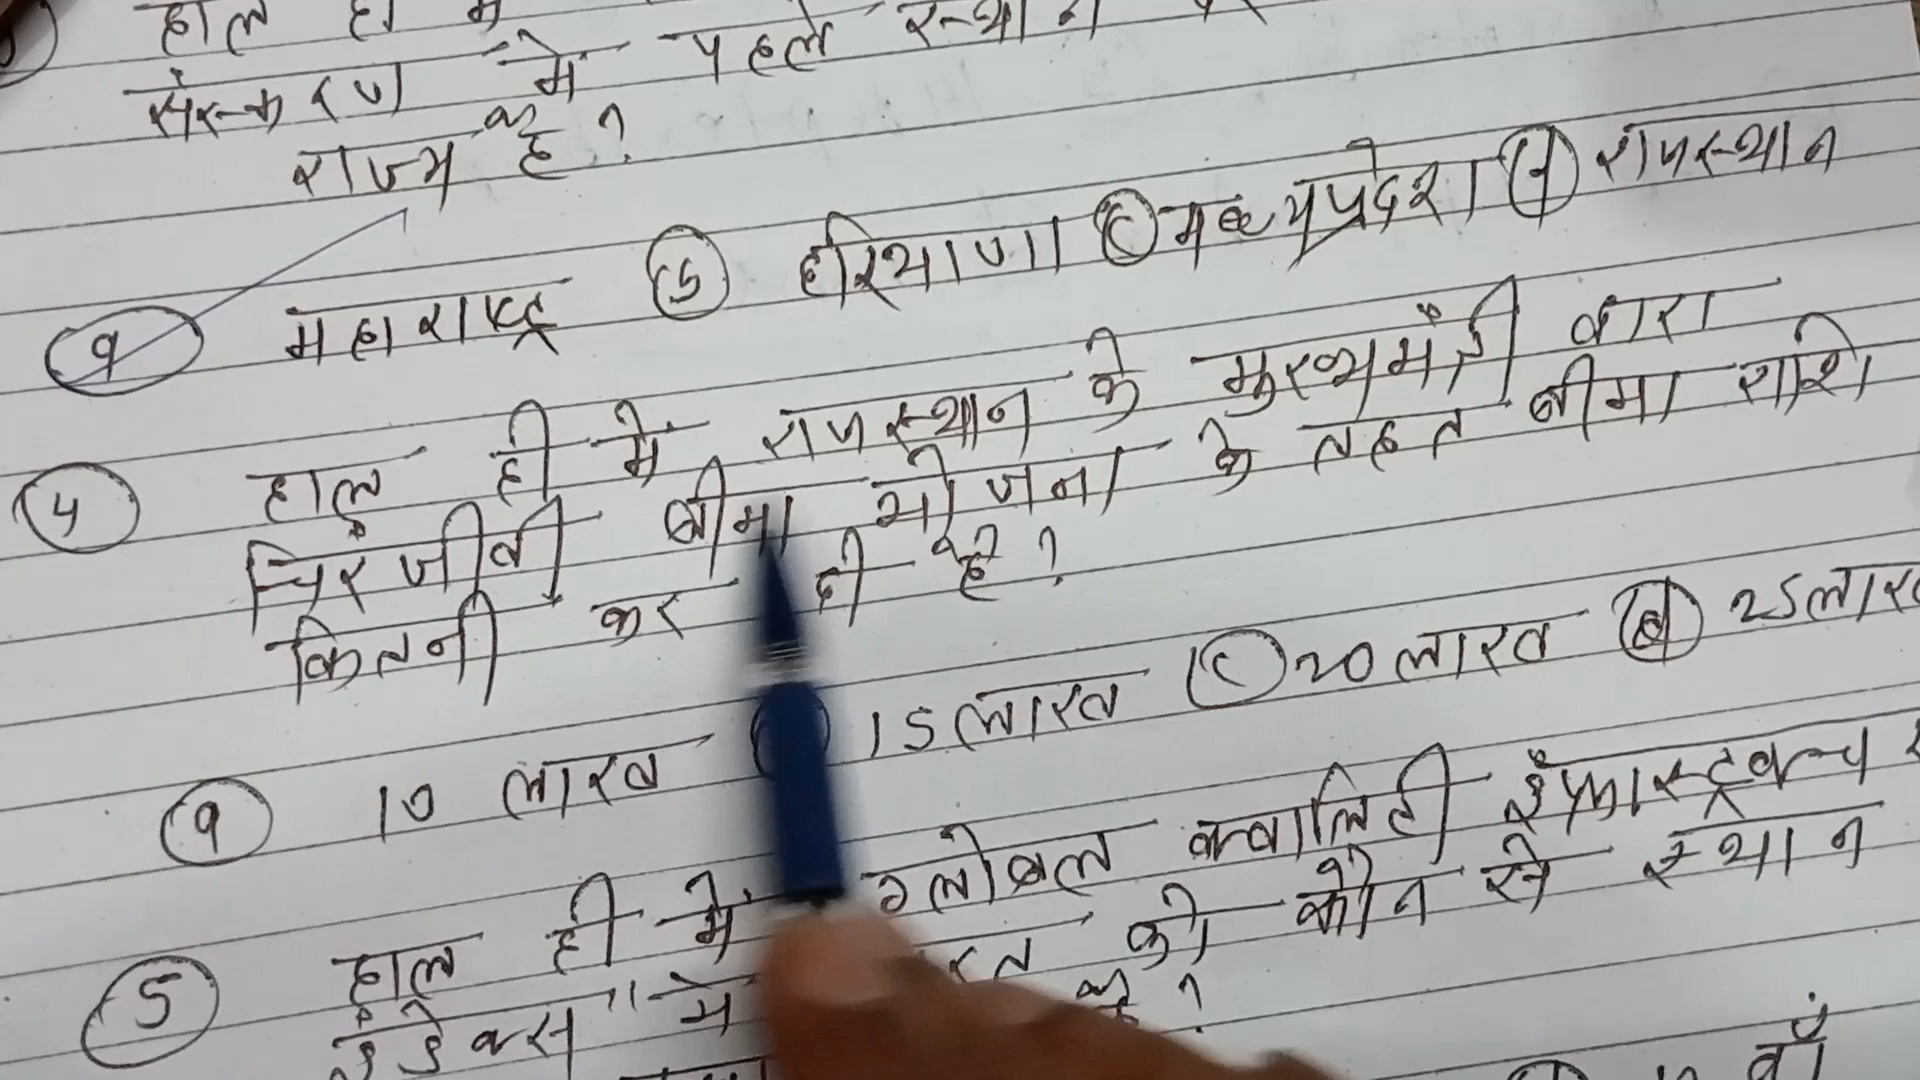 हाल ही में
संस्करण में पहले स्थान
राज्य है?
महाराष्ट्र (b) हरियाणा (c) मध्यप्रदेश राजस्थान
(4) हाल ही में राजस्थान के मुख्यमंत्री द्वारा
चिरंजीवी बीमा योजना के तहत बीमा राशि
कितनी कर दी है?
(a) 10 लाख 15 लाख (c) 20 लाख (d) 25 लाख
(5) हाल ही में ग्लोबल क्वालिटी इंफ्रास्ट्रक्चर
इंडेक्स" में को कौन से स्थान
है?
वाँ